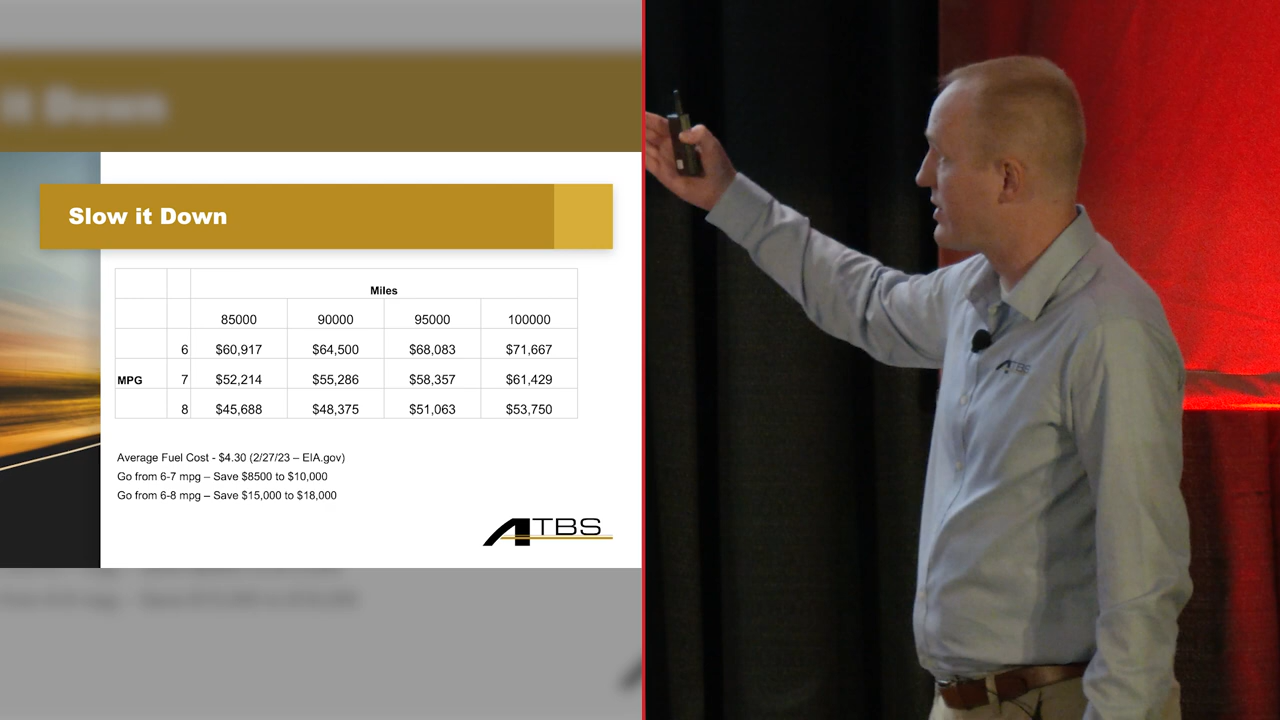 it Down
Slow it Down
Miles
85000 90000 95000 100000
6 $60,917 $64,500 $68,083 $71,667
MPG 7 $52,214 $55,286 $58,357 $61,429
8 $45,688 $48,375 $51,063 $53,750
Average Fuel Cost - $4.30 (2/27/23 – EIA.gov)
Go from 6-7 mpg – Save $8500 to $10,000
Go from 6-8 mpg – Save $15,000 to $18,000
ATBS
ATBS